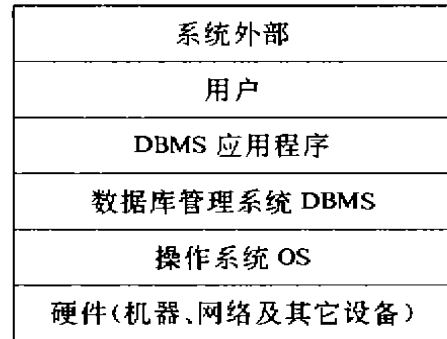 系统外部
用户
DBMS 应用程序
数据库管理系统 DBMS
操作系统 OS
硬件(机器、网络及其它设备)